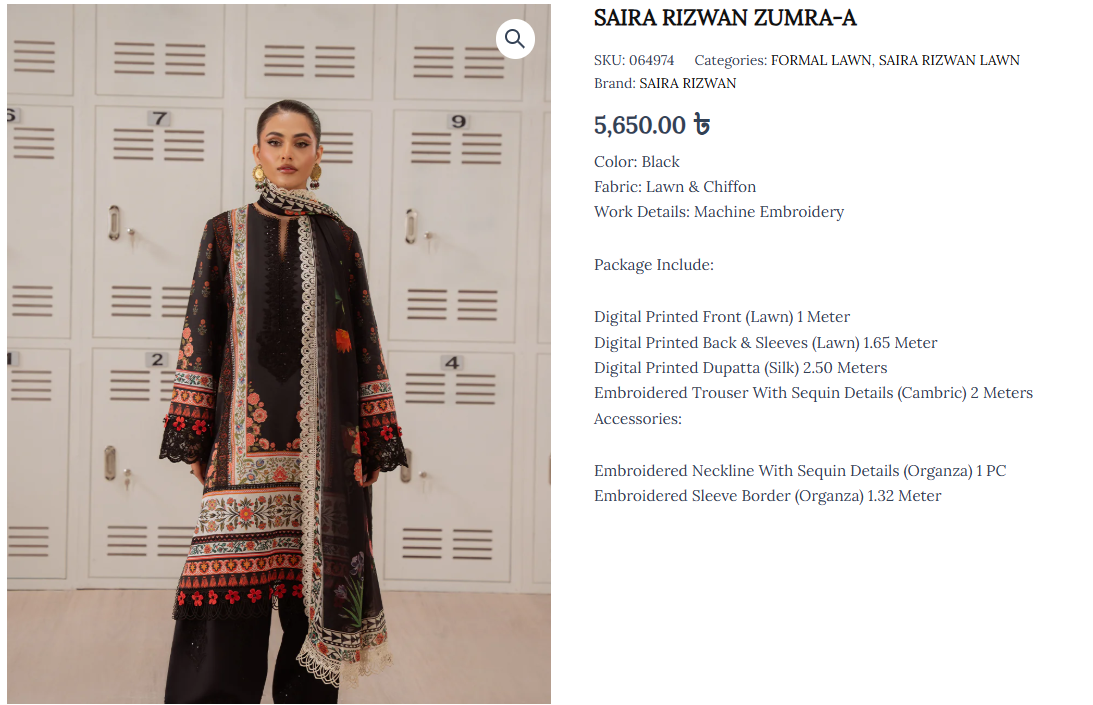 SAIRA RIZWAN ZUMRA-A
SKU: 064974 Categories: FORMAL LAWN, SAIRA RIZWAN LAWN
Brand: SAIRA RIZWAN
5,650.00 ৳
Color: Black
Fabric: Lawn & Chiffon
Work Details: Machine Embroidery
Package Include:
Digital Printed Front (Lawn) 1 Meter
Digital Printed Back & Sleeves (Lawn) 1.65 Meter
Digital Printed Dupatta (Silk) 2.50 Meters
Embroidered Trouser With Sequin Details (Cambric) 2 Meters
Accessories:
Embroidered Neckline With Sequin Details (Organza) 1 PC
Embroidered Sleeve Border (Organza) 1.32 Meter
6 7 9
1 2 4